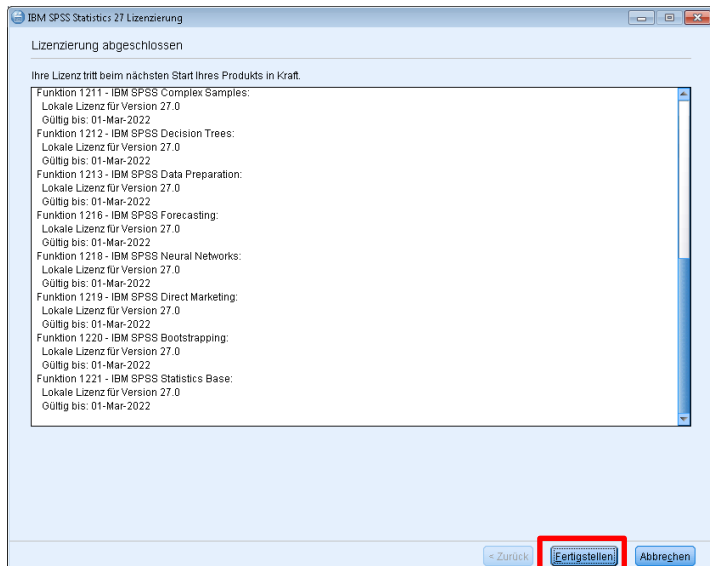 IBM SPSS Statistics 27 Lizenzierung
Lizenzierung abgeschlossen
Ihre Lizenz tritt beim nächsten Start Ihres Produkts in Kraft.
Funktion 1211 - IBM SPSS Complex Samples:
Lokale Lizenz für Version 27.0
Gültig bis: 01-Mar-2022
Funktion 1212 - IBM SPSS Decision Trees:
Lokale Lizenz für Version 27.0
Gültig bis: 01-Mar-2022
Funktion 1213 - IBM SPSS Data Preparation:
Lokale Lizenz für Version 27.0
Gültig bis: 01-Mar-2022
Funktion 1216 - IBM SPSS Forecasting:
Lokale Lizenz für Version 27.0
Gültig bis: 01-Mar-2022
Funktion 1218 - IBM SPSS Neural Networks:
Lokale Lizenz für Version 27.0
Gültig bis: 01-Mar-2022
Funktion 1219 - IBM SPSS Direct Marketing:
Lokale Lizenz für Version 27.0
Gültig bis: 01-Mar-2022
Funktion 1220 - IBM SPSS Bootstrapping:
Lokale Lizenz für Version 27.0
Gültig bis: 01-Mar-2022
Funktion 1221 - IBM SPSS Statistics Base:
Lokale Lizenz für Version 27.0
Gültig bis: 01-Mar-2022
< Zurück Fertigstellen Abbrechen